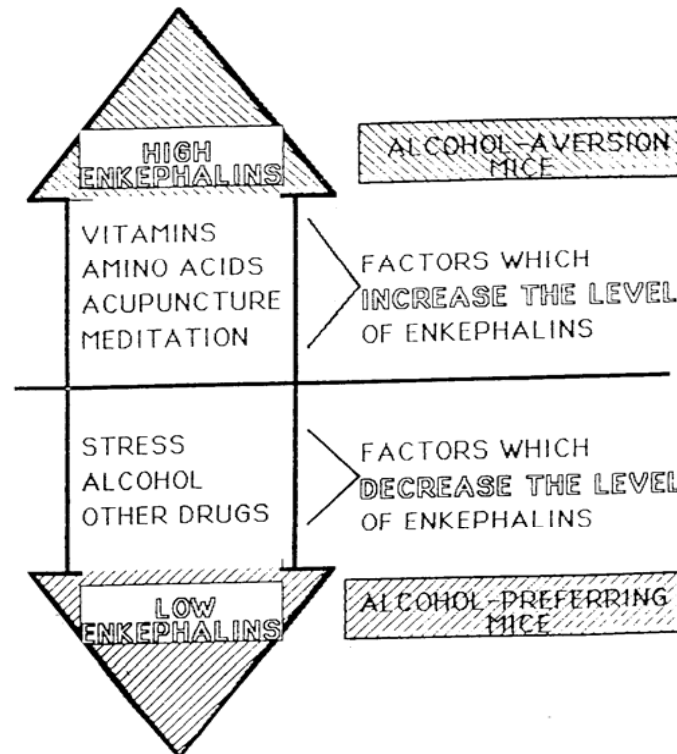 HIGH
ENKEPHALINS
ALCOHOL-AVERSION
MICE
VITAMINS
AMINO ACIDS
ACUPUNCTURE
MEDITATION
FACTORS WHICH
INCREASE THE LEVEL
OF ENKEPHALINS
STRESS
ALCOHOL
OTHER DRUGS
FACTORS WHICH
DECREASE THE LEVEL
OF ENKEPHALINS
LOW
ENKEPHALINS
ALCOHOL-PREFERRING
MICE